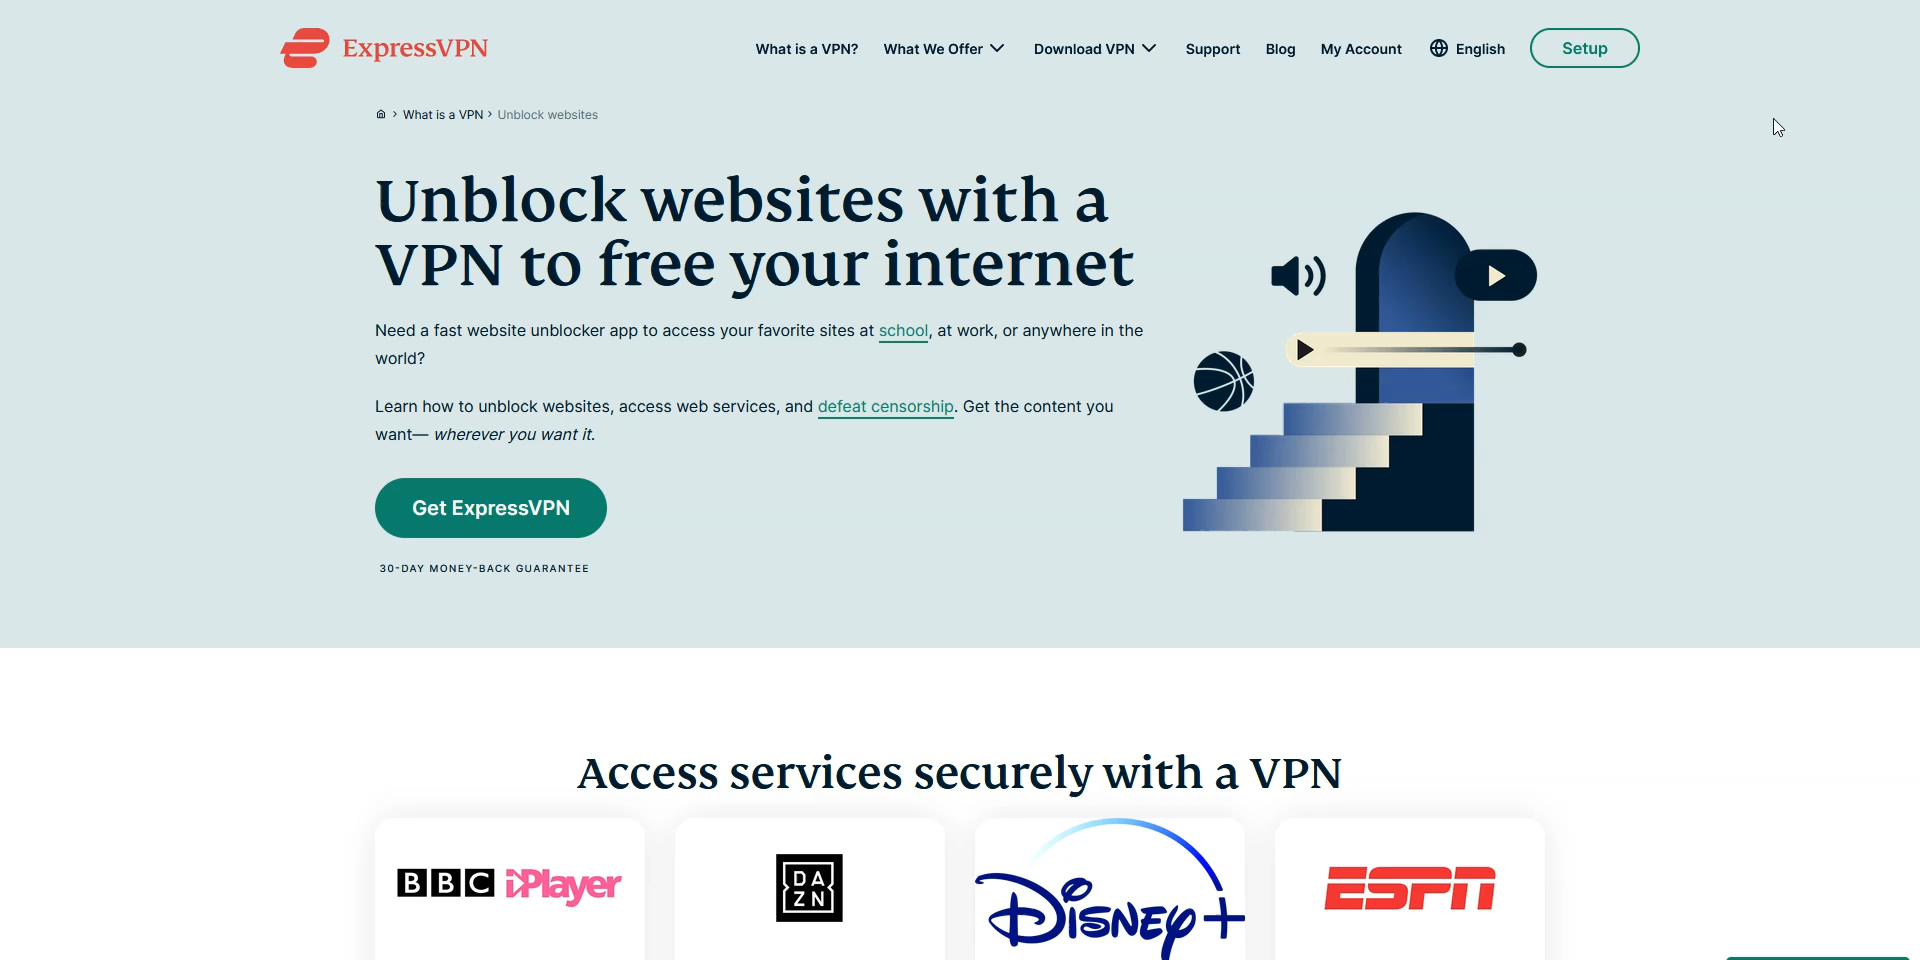 ExpressVPN
What is a VPN? What We Offer Download VPN Support Blog My Account English Setup
What is a VPN Unblock websites
Unblock websites with a
VPN to free your internet
Need a fast website unblocker app to access your favorite sites at school, at work, or anywhere in the
world?
Learn how to unblock websites, access web services, and defeat censorship. Get the content you
want— wherever you want it.
Get ExpressVPN
30-DAY MONEY-BACK GUARANTEE
Access services securely with a VPN
BBC iPlayer
DAZN
Disney+
ESPN